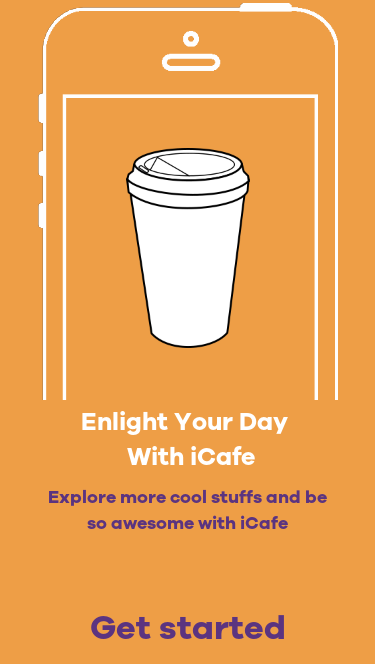 Enlight Your Day
With iCafe
Explore more cool stuffs and be
so awesome with iCafe
Get started